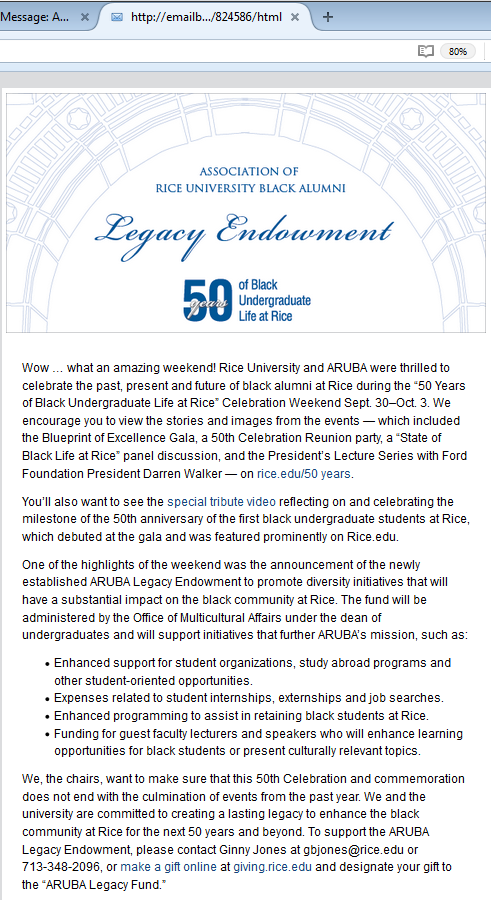 Message: A...
http://emailb.../824586/html
80%
ASSOCIATION OF
RICE UNIVERSITY BLACK ALUMNI
Legacy Endowment
50 years of Black Undergraduate Life at Rice
Wow … what an amazing weekend! Rice University and ARUBA were thrilled to
celebrate the past, present and future of black alumni at Rice during the “50 Years
of Black Undergraduate Life at Rice” Celebration Weekend Sept. 30–Oct. 3. We
encourage you to view the stories and images from the events — which included
the Blueprint of Excellence Gala, a 50th Celebration Reunion party, a “State of
Black Life at Rice” panel discussion, and the President’s Lecture Series with Ford
Foundation President Darren Walker — on rice.edu/50 years.
You’ll also want to see the special tribute video reflecting on and celebrating the
milestone of the 50th anniversary of the first black undergraduate students at Rice,
which debuted at the gala and was featured prominently on Rice.edu.
One of the highlights of the weekend was the announcement of the newly
established ARUBA Legacy Endowment to promote diversity initiatives that will
have a substantial impact on the black community at Rice. The fund will be
administered by the Office of Multicultural Affairs under the dean of
undergraduates and will support initiatives that further ARUBA’s mission, such as:
• Enhanced support for student organizations, study abroad programs and
other student-oriented opportunities.
• Expenses related to student internships, externships and job searches.
• Enhanced programming to assist in retaining black students at Rice.
• Funding for guest faculty lecturers and speakers who will enhance learning
opportunities for black students or present culturally relevant topics.
We, the chairs, want to make sure that this 50th Celebration and commemoration
does not end with the culmination of events from the past year. We and the
university are committed to creating a lasting legacy to enhance the black
community at Rice for the next 50 years and beyond. To support the ARUBA
Legacy Endowment, please contact Ginny Jones at gbjones@rice.edu or
713-348-2096, or make a gift online at giving.rice.edu and designate your gift to
the “ARUBA Legacy Fund.”